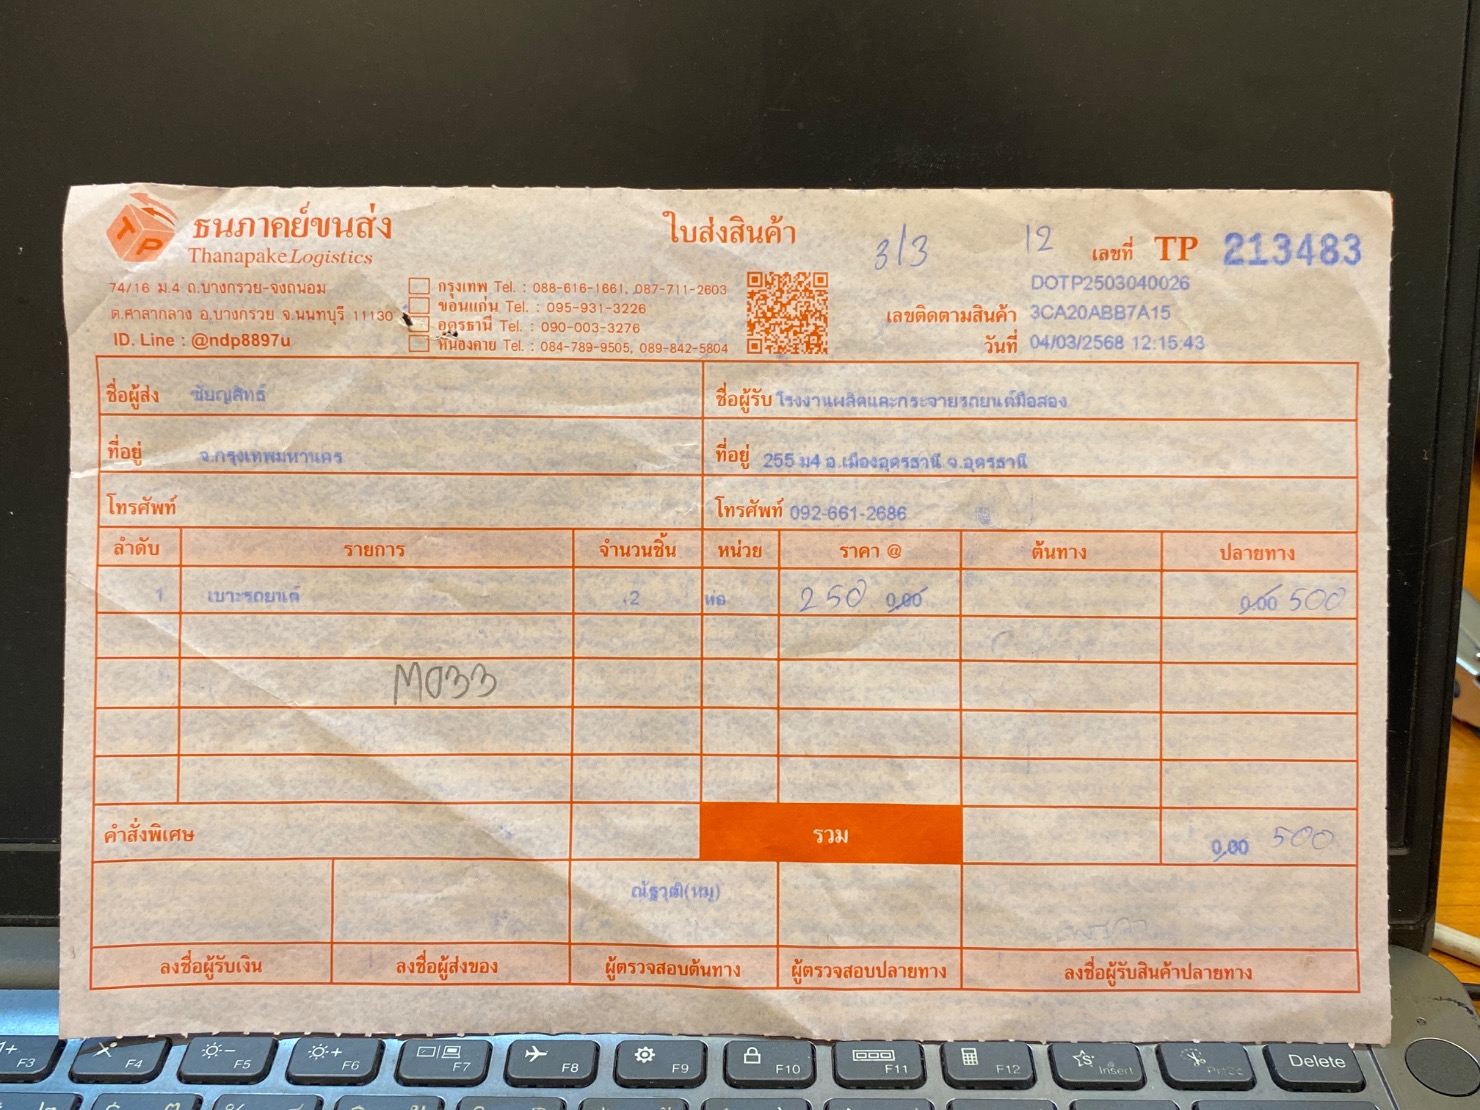 ธนภาคย์ขนส่ง
Thanapake Logistics
74/16 ม.4 ถ.บางกรวย-จงถนอม
ต.ศาลากลาง อ.บางกรวย จ.นนทบุรี 11130
ID. Line : @ndp8897u
กรุงเทพ Tel. : 088-616-1661, 087-711-2603
ขอนแก่น Tel. : 095-931-3226
อุดรธานี Tel. : 090-003-3276
หนองคาย Tel. : 084-789-9505, 089-842-5804
ใบส่งสินค้า
3/3 12
เลขที่ TP 213483
DOTP2503040026
เลขติดตามสินค้า 3CA20ABB7A15
วันที่ 04/03/2568 12:15:43
ชื่อผู้ส่ง ชัยญสิทธ์
ชื่อผู้รับ โรงงานผลิตและกระจายรถยนต์มือสอง
ที่อยู่ จ.กรุงเทพมหานคร
ที่อยู่ 255 ม4 อ.เมืองอุดรธานี จ.อุดรธานี
โทรศัพท์
โทรศัพท์ 092-661-2686
ลำดับ รายการ จำนวนชิ้น หน่วย ราคา @ ต้นทาง ปลายทาง
1 เบาะรถยนต์ 2 ห่อ 250 0.00 0.00 500
M033
คำสั่งพิเศษ รวม 0.00 500
ณัฐวุฒิ(หมู)
ลงชื่อผู้รับเงิน ลงชื่อผู้ส่งของ ผู้ตรวจสอบต้นทาง ผู้ตรวจสอบปลายทาง ลงชื่อผู้รับสินค้าปลายทาง
F3 F4 F5 F6 F7 F8 F9 F10 F11 F12 Insert PrtSc Delete